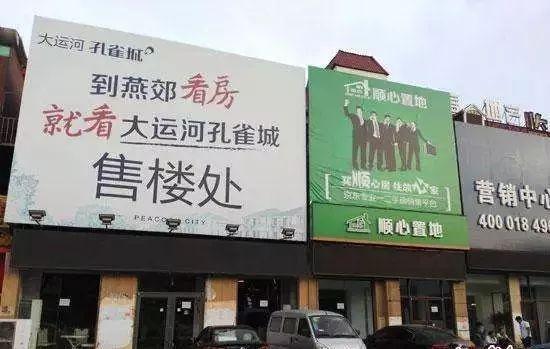 大运河 孔雀城
到燕郊看房
就看大运河孔雀城
售楼处
PEACOCK CITY
顺心置地
买顺心房 住放心家
顺心置地
营销中心
400 018 49